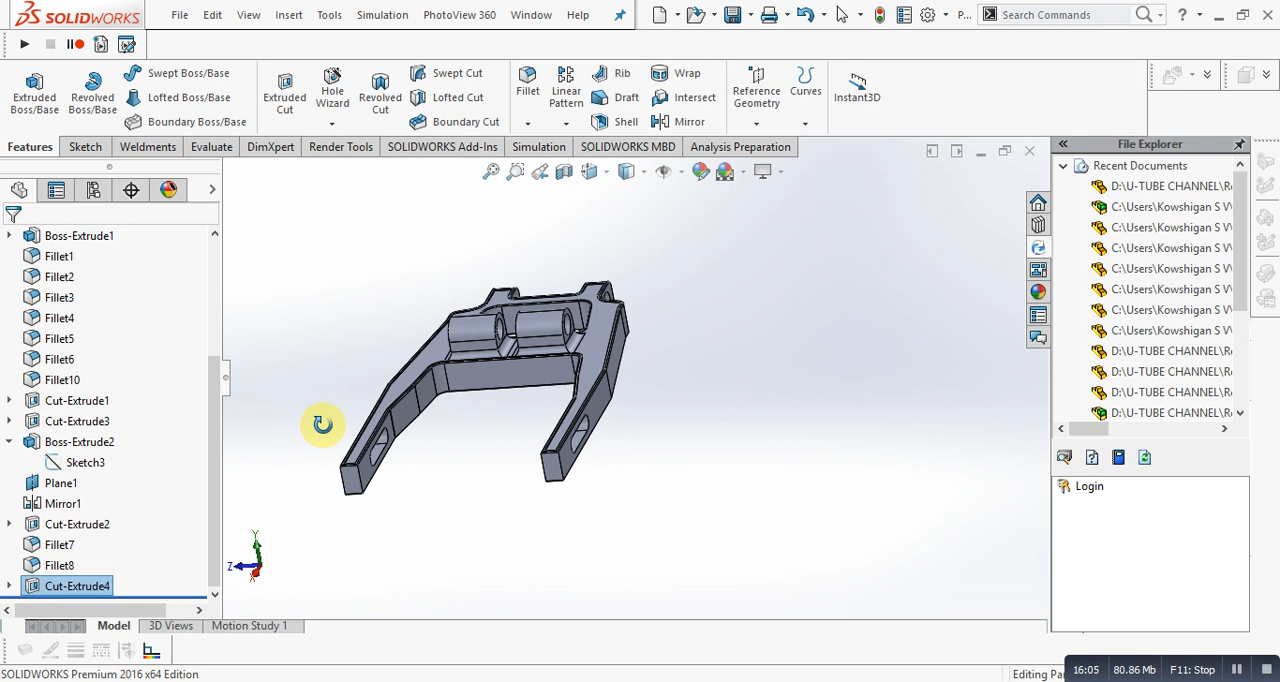 SOLIDWORKS
File Edit View Insert Tools Simulation PhotoView 360 Window Help
P...
Search Commands
?
Extruded Boss/Base
Revolved Boss/Base
Swept Boss/Base
Lofted Boss/Base
Boundary Boss/Base
Extruded Cut
Hole Wizard
Revolved Cut
Swept Cut
Lofted Cut
Boundary Cut
Fillet
Linear Pattern
Rib
Draft
Shell
Wrap
Intersect
Mirror
Reference Geometry
Curves
Instant3D
Features Sketch Weldments Evaluate DimXpert Render Tools SOLIDWORKS Add-Ins Simulation SOLIDWORKS MBD Analysis Preparation
Boss-Extrude1
Fillet1
Fillet2
Fillet3
Fillet4
Fillet5
Fillet6
Fillet10
Cut-Extrude1
Cut-Extrude3
Boss-Extrude2
Sketch3
Plane1
Mirror1
Cut-Extrude2
Fillet7
Fillet8
Cut-Extrude4
Y
Z
X
File Explorer
Recent Documents
D:\U-TUBE CHANNEL\R
C:\Users\Kowshigan S V
C:\Users\Kowshigan S V
C:\Users\Kowshigan S V
C:\Users\Kowshigan S V
C:\Users\Kowshigan S V
C:\Users\Kowshigan S V
C:\Users\Kowshigan S V
D:\U-TUBE CHANNEL\R
D:\U-TUBE CHANNEL\R
D:\U-TUBE CHANNEL\R
D:\U-TUBE CHANNEL\R
Login
Model 3D Views Motion Study 1
SOLIDWORKS Premium 2016 x64 Edition
Editing Pa
16:05 80.86 Mb F11: Stop